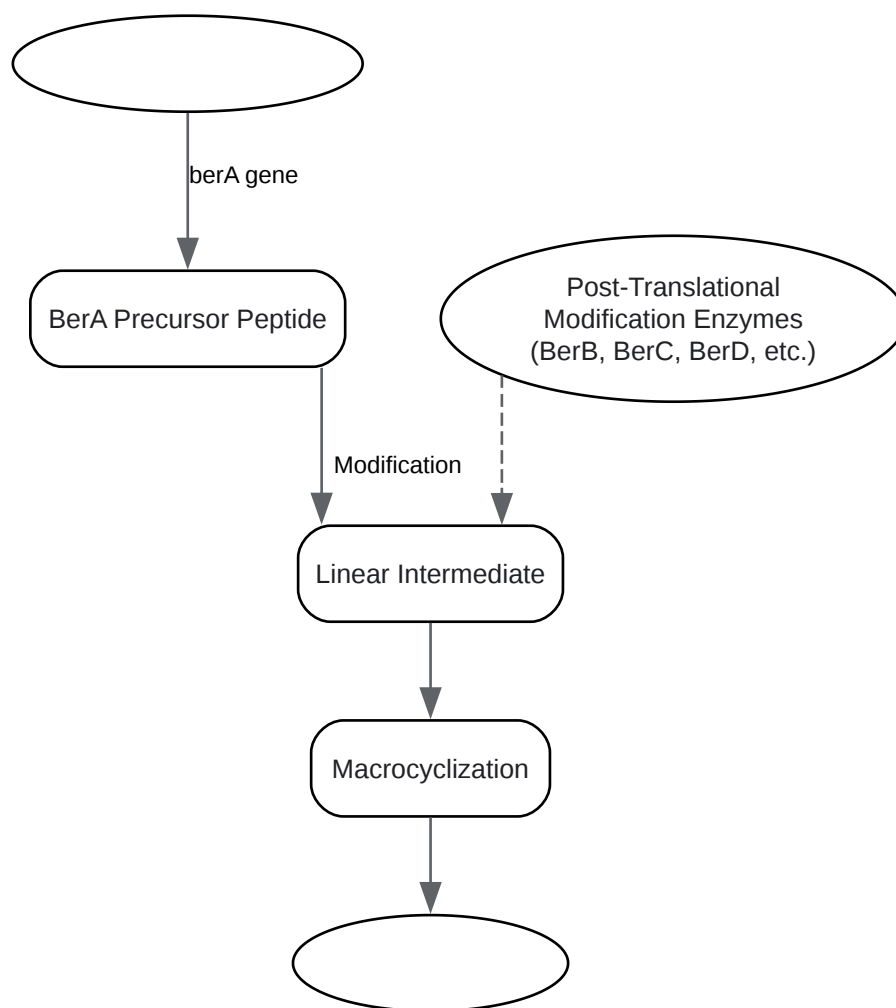 berA gene
BerA Precursor Peptide
Post-Translational
Modification Enzymes
(BerB, BerC, BerD, etc.)
Modification
Linear Intermediate
Macrocyclization